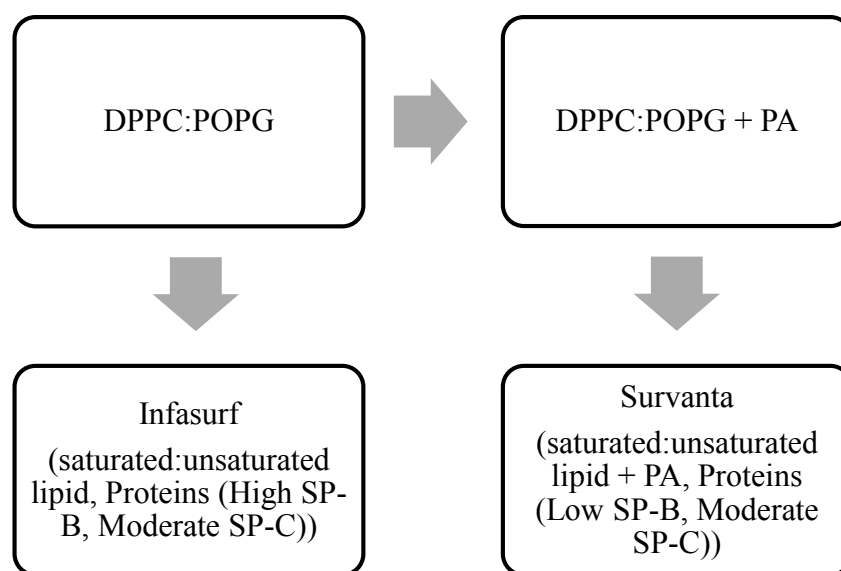 DPPC:POPG
DPPC:POPG + PA
Infasurf
(saturated:unsaturated
lipid, Proteins (High SP-
B, Moderate SP-C))
Survanta
(saturated:unsaturated
lipid + PA, Proteins
(Low SP-B, Moderate
SP-C))